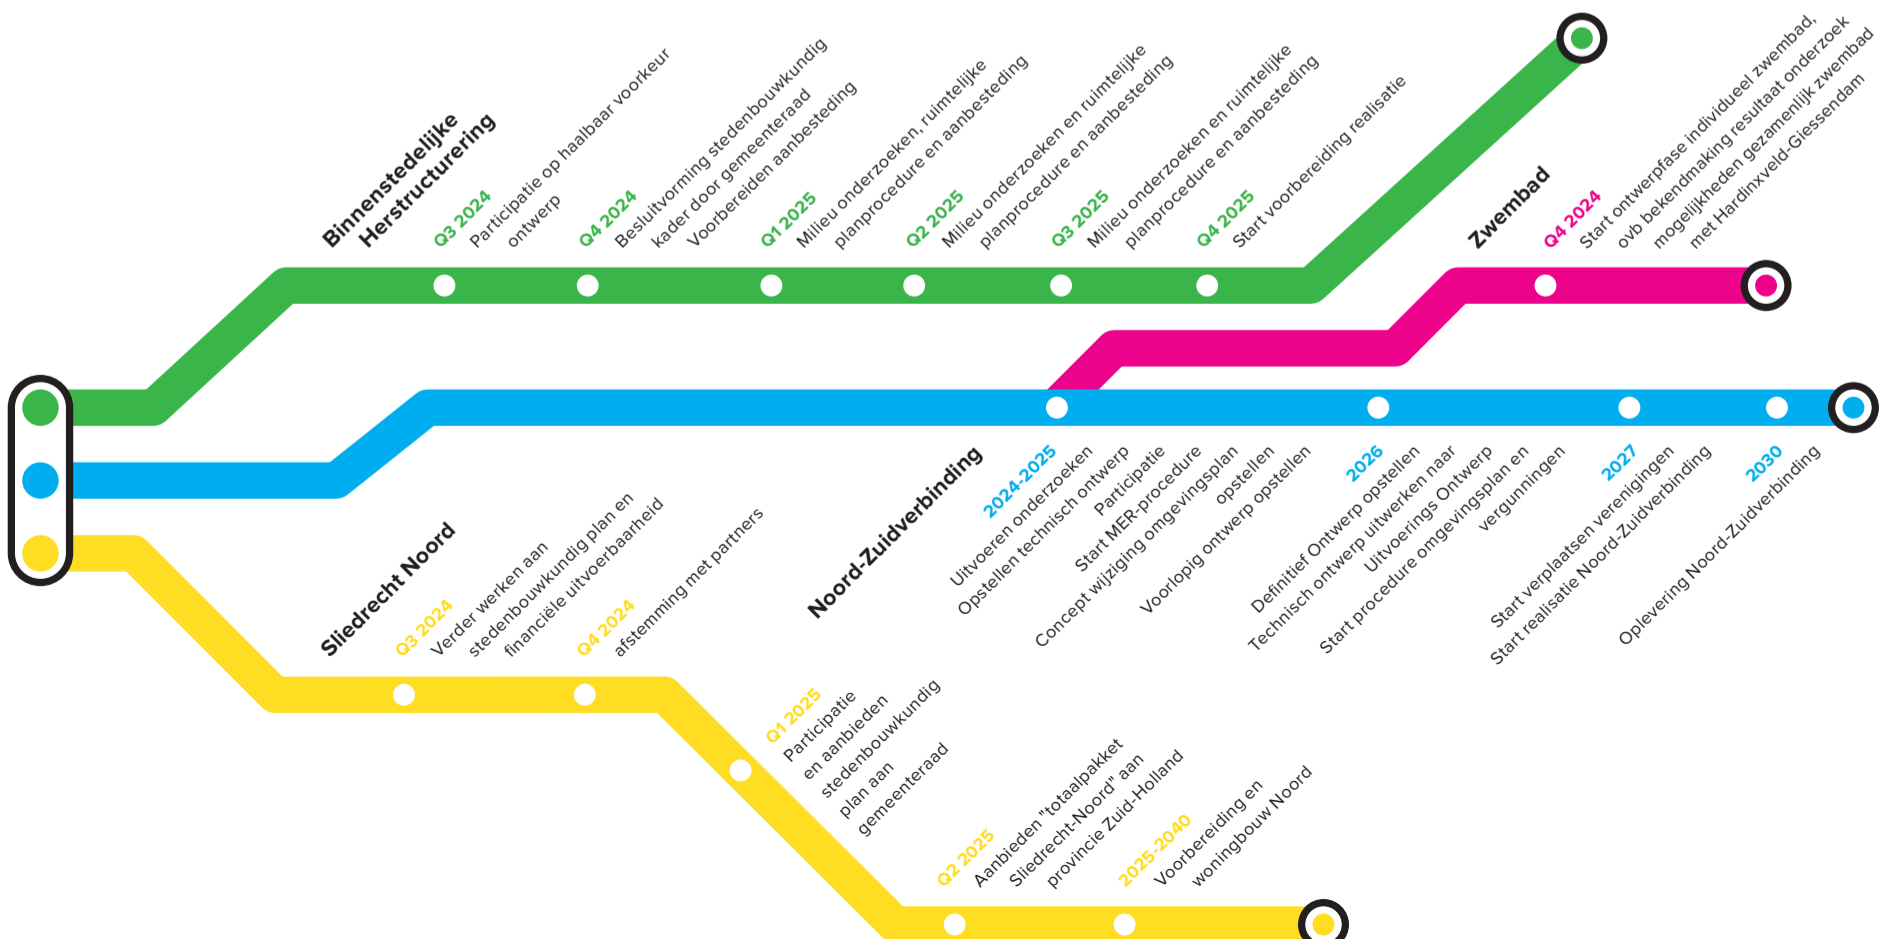 Binnenstedelijke
Herstructurering
Q3 2024
Participatie op haalbaar voorkeur
ontwerp
Q4 2024
Besluitvorming stedenbouwkundig
kader door gemeenteraad
Voorbereiden aanbesteding
Q1 2025
Milieu onderzoeken, ruimtelijke
planprocedure en aanbesteding
Q2 2025
Milieu onderzoeken en ruimtelijke
planprocedure en aanbesteding
Q3 2025
Milieu onderzoeken en ruimtelijke
planprocedure en aanbesteding
Q4 2025
Start voorbereiding realisatie
Zwembad
Q4 2024
Start ontwerpfase individueel zwembad,
ovb bekendmaking resultaat onderzoek
mogelijkheden gezamenlijk zwembad
met Hardinxveld-Giessendam
Noord-Zuidverbinding
2024-2025
Uitvoeren onderzoeken
Opstellen technisch ontwerp
Participatie
Start MER-procedure
Concept wijziging omgevingsplan
opstellen
Voorlopig ontwerp opstellen
2026
Definitief Ontwerp opstellen
Technisch ontwerp uitwerken naar
Uitvoerings Ontwerp
Start procedure omgevingsplan en
vergunningen
2027
Start verplaatsen verenigingen
Start realisatie Noord-Zuidverbinding
2030
Oplevering Noord-Zuidverbinding
Sliedrecht Noord
Q3 2024
Verder werken aan
stedenbouwkundig plan en
financiële uitvoerbaarheid
Q4 2024
afstemming met partners
Q1 2025
Participatie
en aanbieden
stedenbouwkundig
plan aan
gemeenteraad
Q2 2025
Aanbieden "totaalpakket
Sliedrecht-Noord" aan
provincie Zuid-Holland
2025-2040
Voorbereiding en
woningbouw Noord